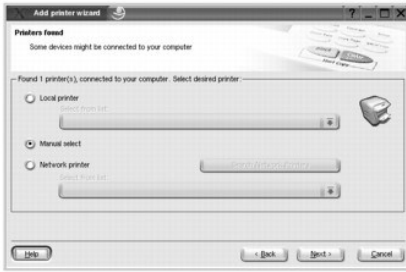 Add printer wizard
Printers found
Some devices might be connected to your computer
Found 1 printer(s), connected to your computer. Select desired printer:
Local printer
Select from list:
Manual select
Network printer
Select from list:
Help
< Back
Next >
Cancel